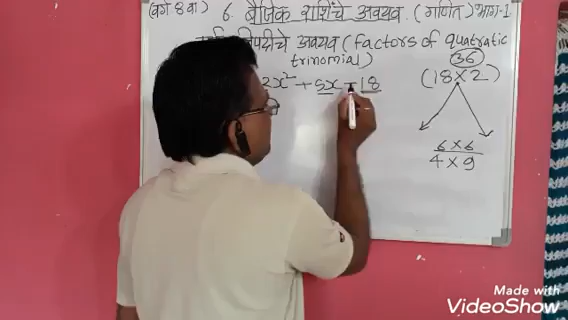 (वर्ग 8 वा) 6. बैजिक राशींचे अवयव. (गणित) भाग-1
त्रिपदीचे अवयव (Factors of quatratic
trinomial)
2x² + 5x - 18
36
(18 x 2)
6 x 6
4 x 9
Made with
VideoShow